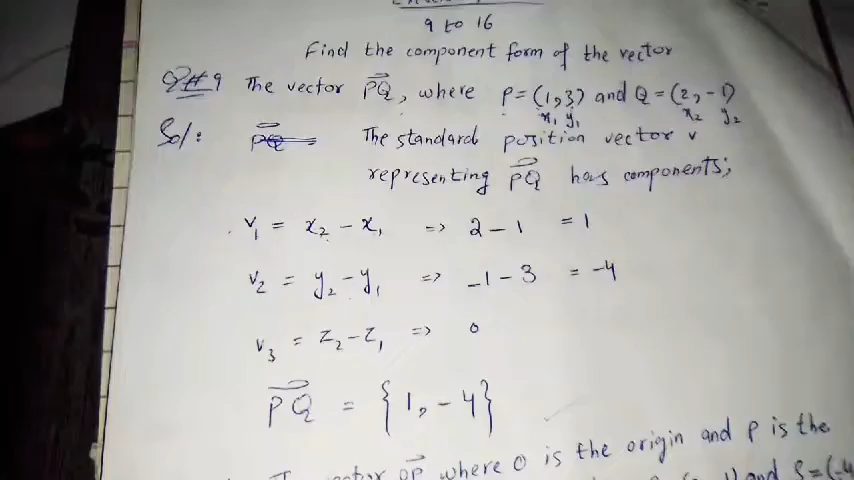 9 to 16
Find the component form of the vector
Q#9 The vector PQ⃗, where P=(1,3) and Q=(2,-1)
x₁ y₁ x₂ y₂
Sol: The standard position vector v
representing PQ⃗ has components;
v₁ = x₂ - x₁ => 2 - 1 = 1
v₂ = y₂ - y₁ => -1 - 3 = -4
v₃ = z₂ - z₁ => 0
PQ⃗ = {1, -4}
vector OP⃗ where O is the origin and P is the
and S=(-4